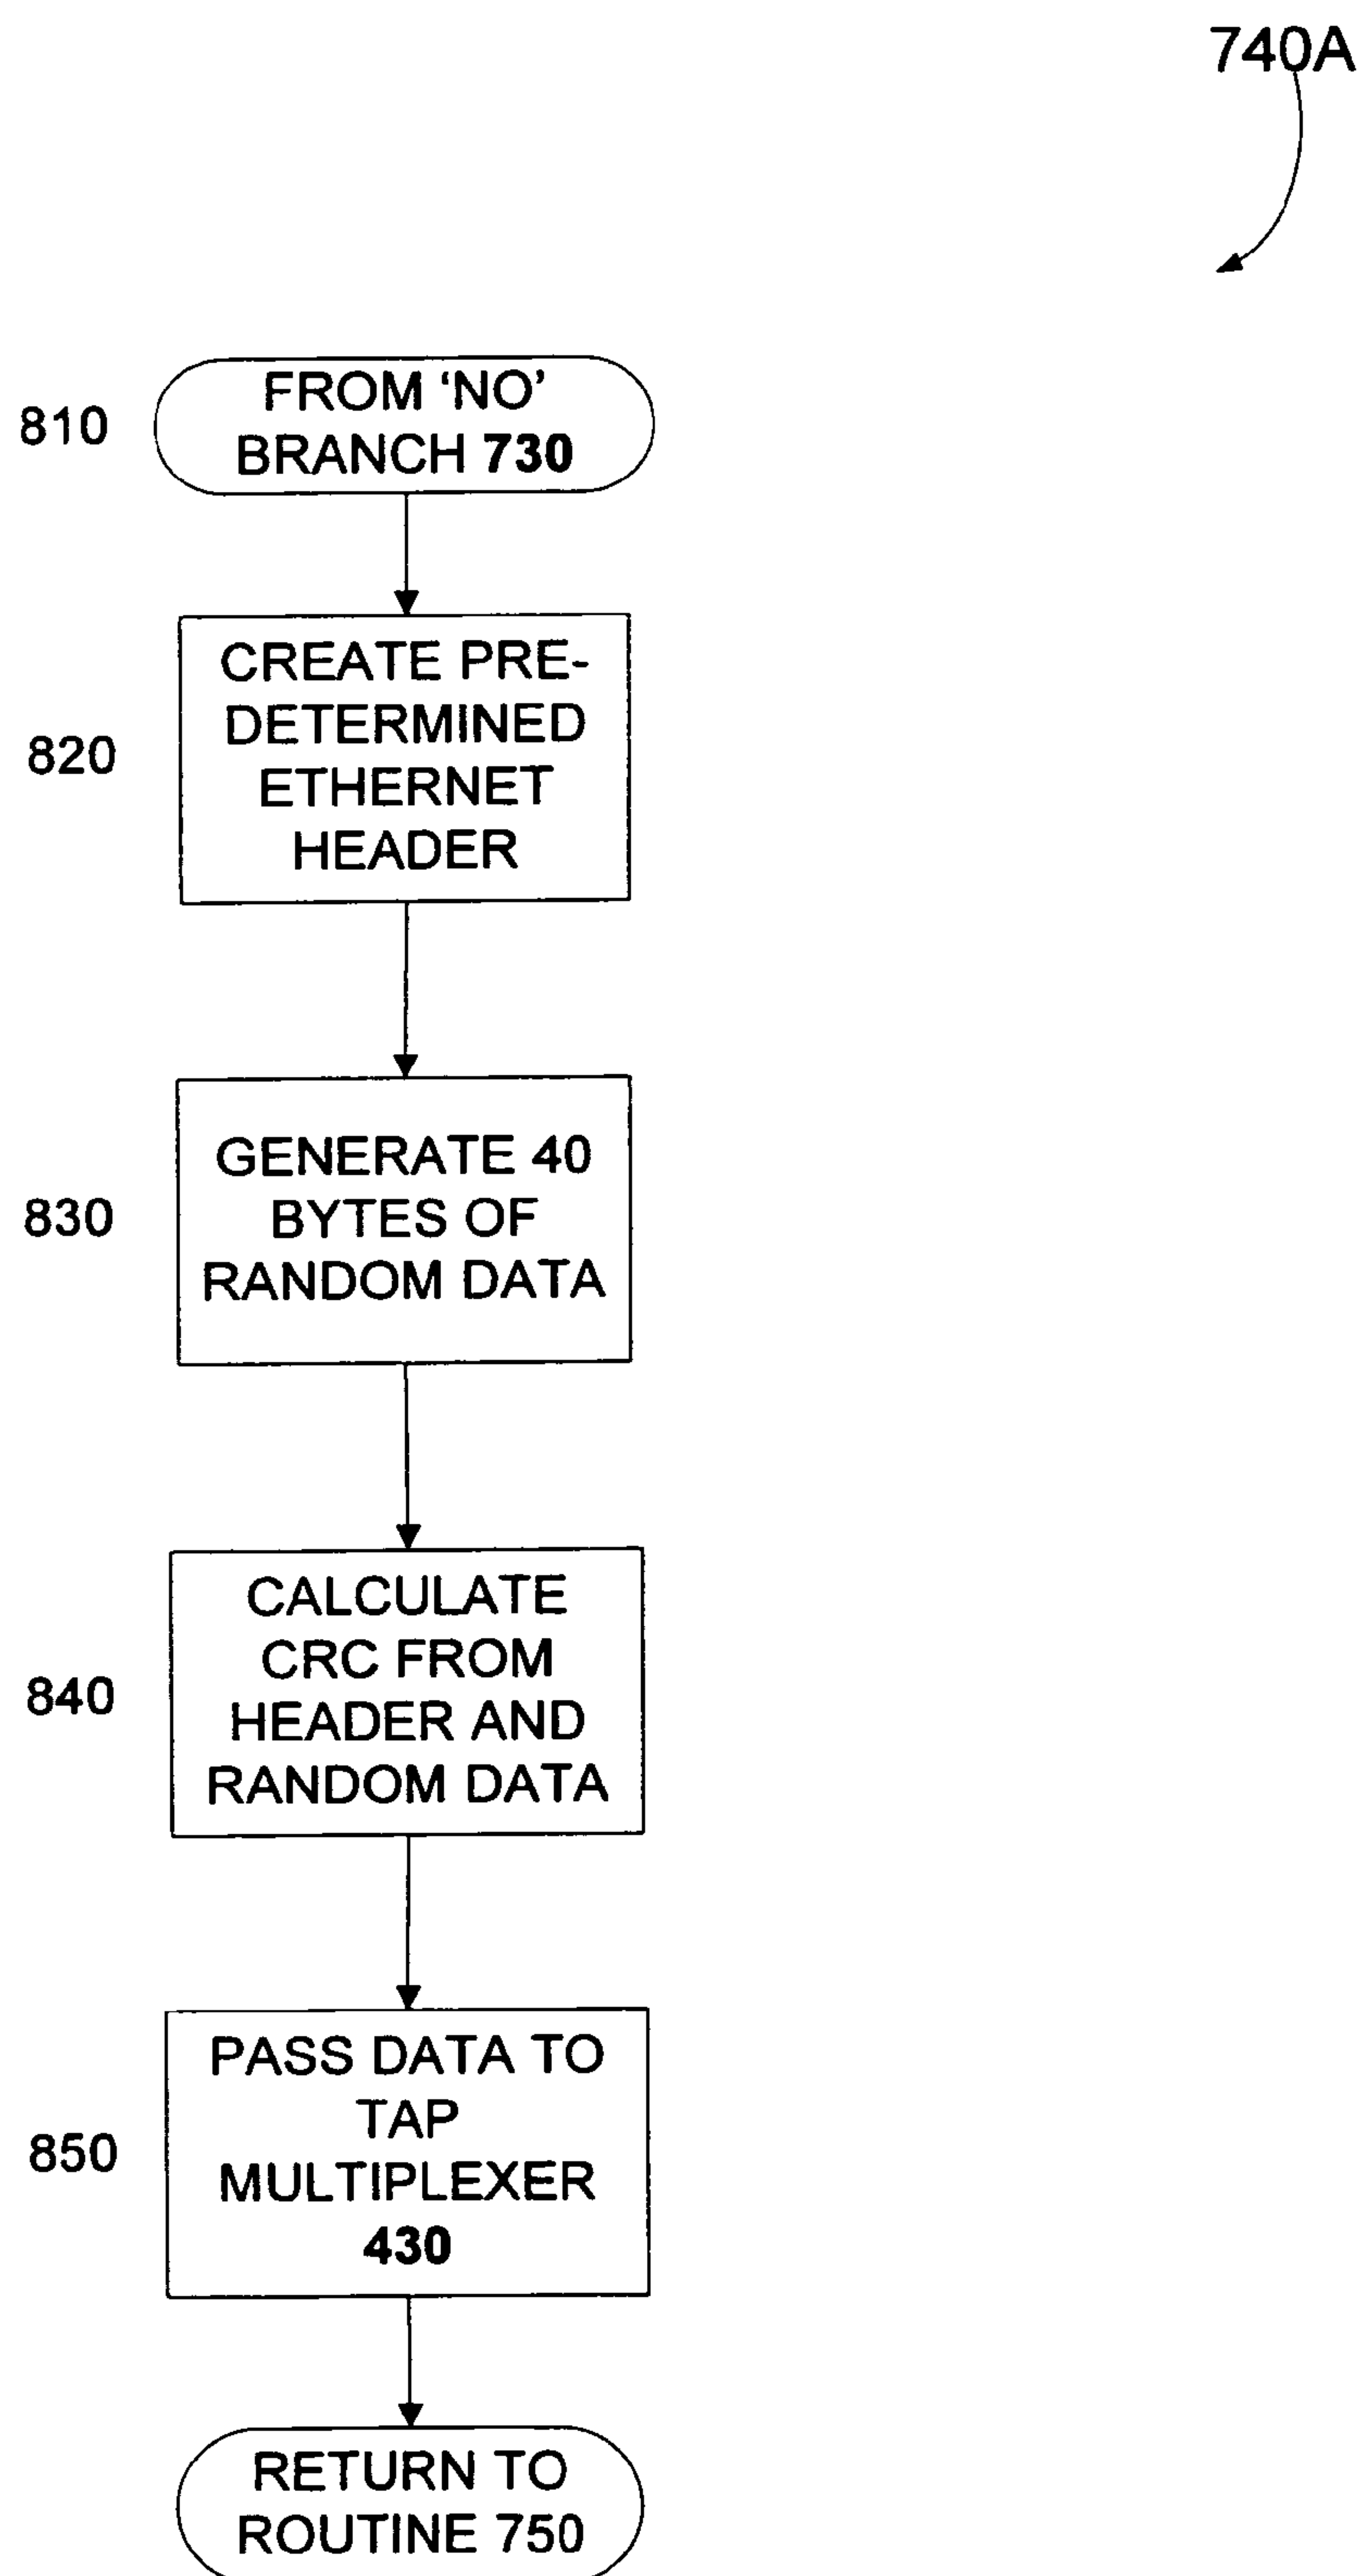 740A
810
FROM ‘NO’
BRANCH 730
820
CREATE PRE-
DETERMINED
ETHERNET
HEADER
830
GENERATE 40
BYTES OF
RANDOM DATA
840
CALCULATE
CRC FROM
HEADER AND
RANDOM DATA
850
PASS DATA TO
TAP
MULTIPLEXER
430
RETURN TO
ROUTINE 750